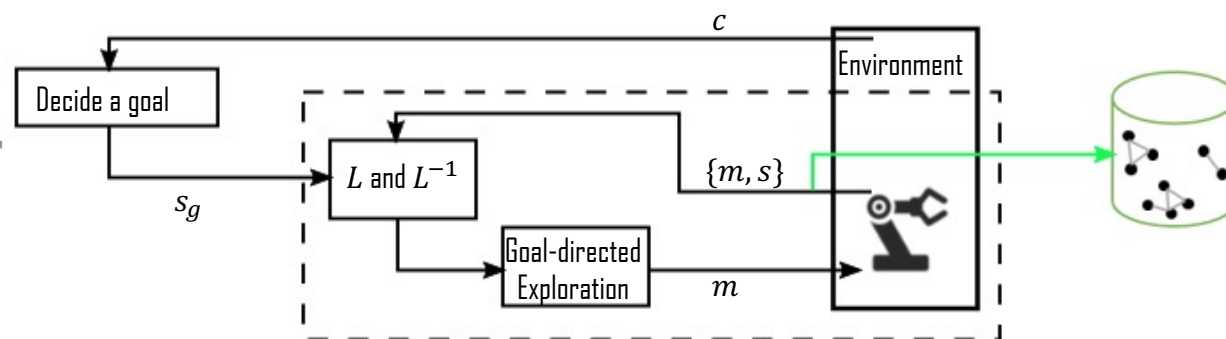 c
Environment
Decide a goal
L and L⁻¹
{m, s}
s_g
Goal-directed
Exploration
m